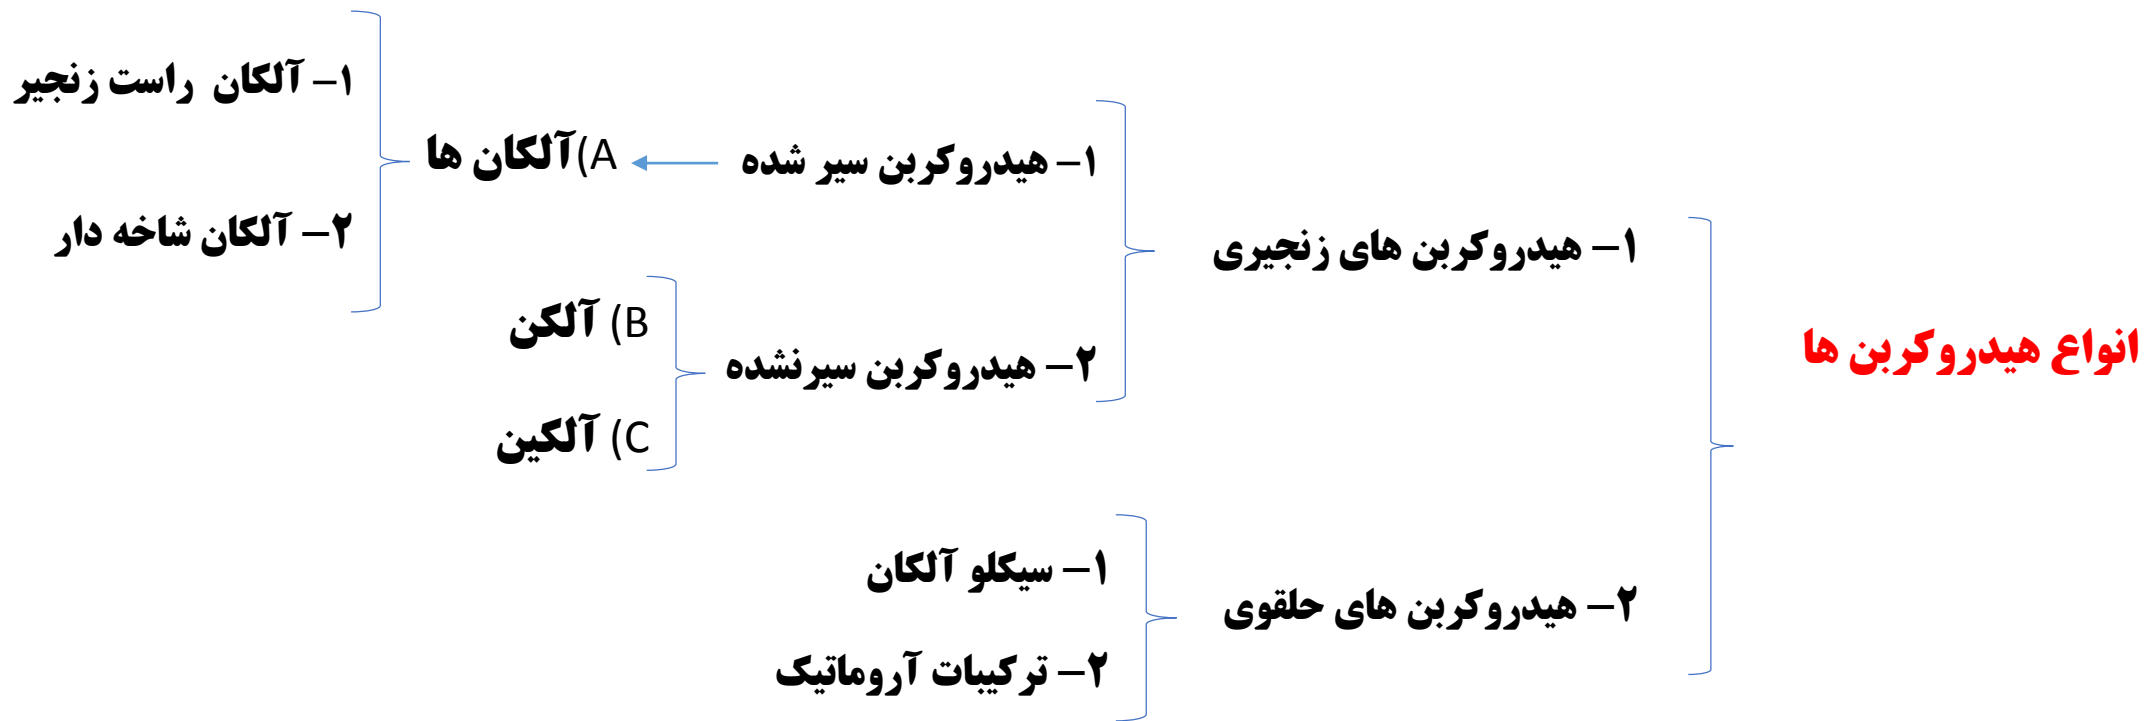 انواع هیدروکربن ها
۱– هیدروکربن های زنجیری
۱– هیدروکربن سیر شده
A)آلکان ها
۱– آلکان راست زنجیر
۲– آلکان شاخه دار
۲– هیدروکربن سیرنشده
B) آلکن
C) آلکین
۲– هیدروکربن های حلقوی
۱– سیکلو آلکان
۲– ترکیبات آروماتیک